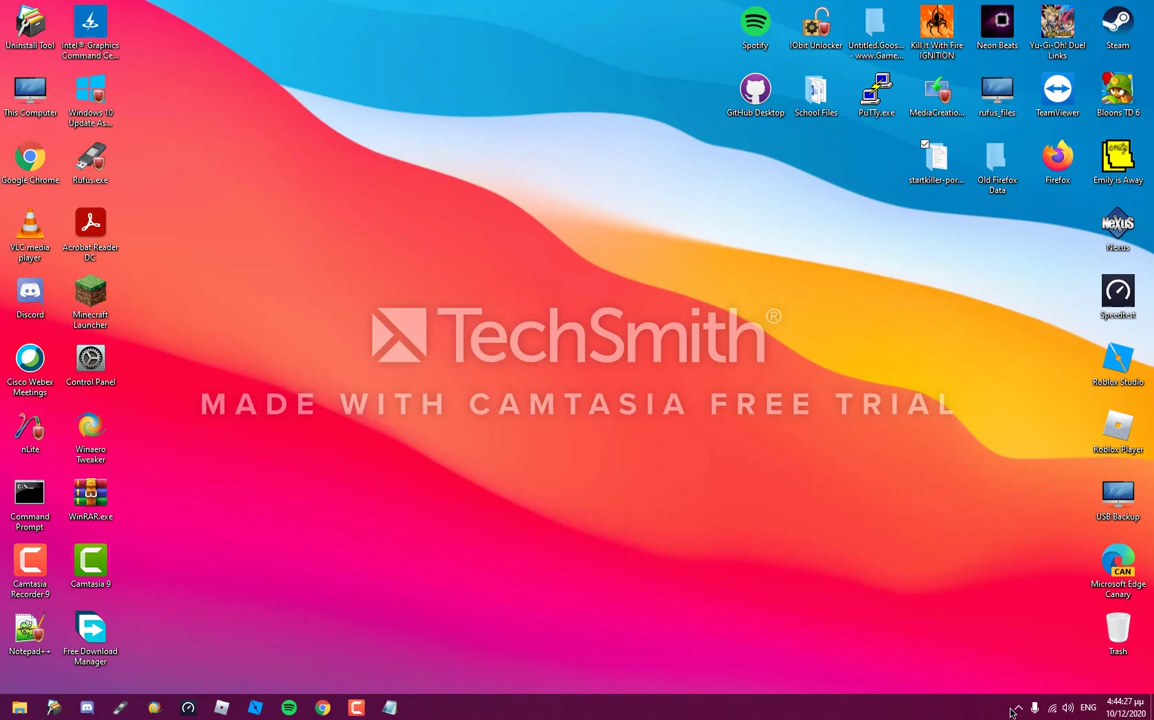 Uninstall Tool
Intel® Graphics
Command Ce...
This Computer
Windows 10
Update As...
Google Chrome
Rufus.exe
VLC media
player
Acrobat Reader
DC
Discord
Minecraft
Launcher
Cisco Webex
Meetings
Control Panel
nLite
Winaero
Tweaker
Command
Prompt
WinRAR.exe
Camtasia
Recorder 9
Camtasia 9
Notepad++
Free Download
Manager
Spotify
IObit Unlocker
Untitled.Goos...
- www.Game...
Kill It With Fire
IGNITION
Neon Beats
Yu-Gi-Oh! Duel
Links
Steam
GitHub Desktop
School Files
PuTTy.exe
MediaCreatio...
rufus_files
TeamViewer
Bloons TD 6
startkiller-por...
Old Firefox
Data
Firefox
emily
Emily is Away
NeXuS
Nexus
Speedtest
Roblox Studio
Roblox Player
USB Backup
CAN
Microsoft Edge
Canary
Trash
TechSmith®
MADE WITH CAMTASIA FREE TRIAL
ENG
4:44:27 μμ
10/12/2020